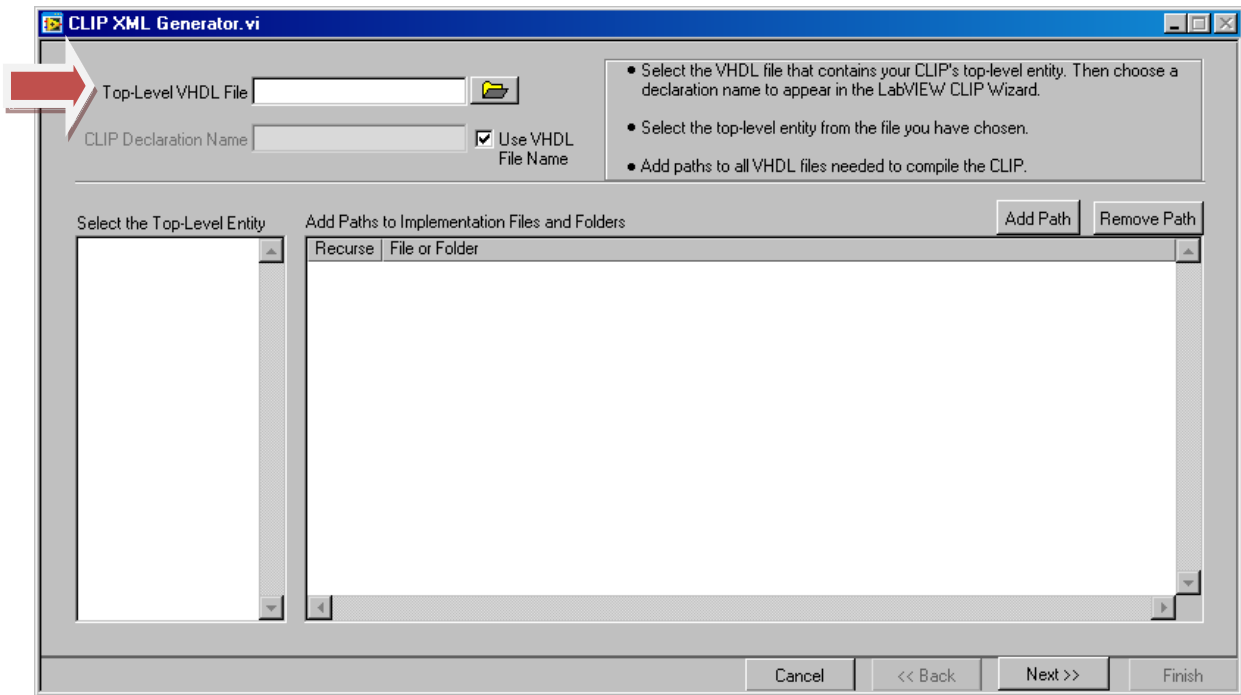 CLIP XML Generator.vi
Top-Level VHDL File
CLIP Declaration Name
Use VHDL
File Name
● Select the VHDL file that contains your CLIP's top-level entity. Then choose a
declaration name to appear in the LabVIEW CLIP Wizard.
● Select the top-level entity from the file you have chosen.
● Add paths to all VHDL files needed to compile the CLIP.
Select the Top-Level Entity
Add Paths to Implementation Files and Folders
Add Path
Remove Path
Recurse
File or Folder
Cancel
<< Back
Next >>
Finish